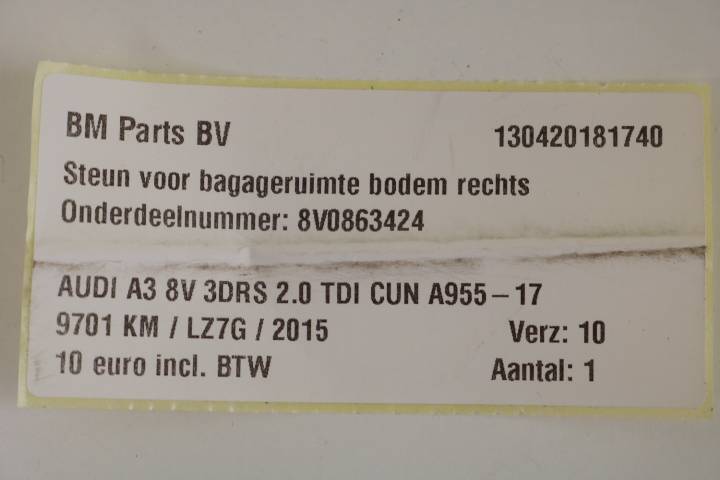 BM Parts BV 130420181740
Steun voor bagageruimte bodem rechts
Onderdeelnummer: 8V0863424
AUDI A3 8V 3DRS 2.0 TDI CUN A955-17
9701 KM / LZ7G / 2015 Verz: 10
10 euro incl. BTW Aantal: 1